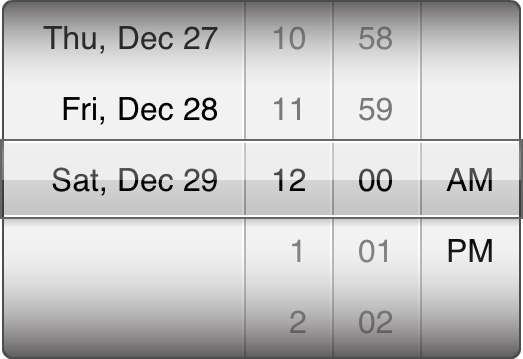 Thu, Dec 27 10 58
Fri, Dec 28 11 59
Sat, Dec 29 12 00 AM
1 01 PM
2 02